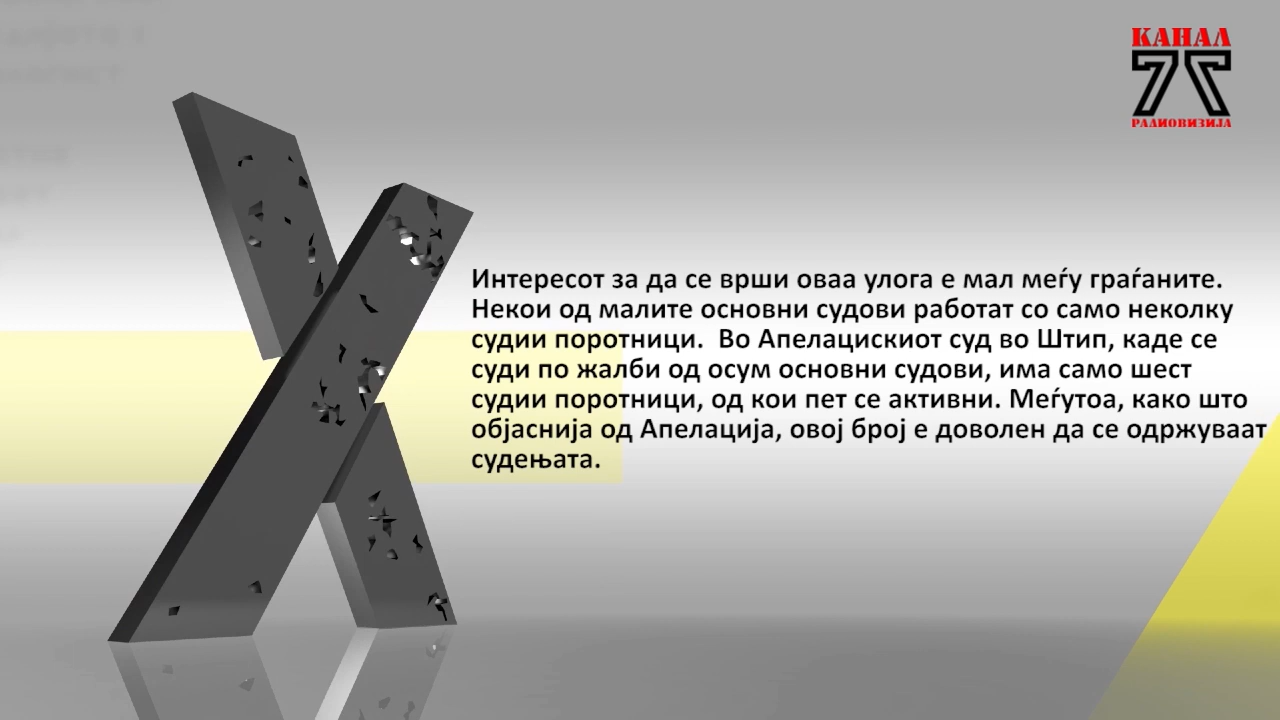 КАНАЛ
77
РАДИОВИЗИЈА
Интересот за да се врши оваа улога е мал меѓу граѓаните.
Некои од малите основни судови работат со само неколку
судии поротници.  Во Апелацискиот суд во Штип, каде се
суди по жалби од осум основни судови, има само шест
судии поротници, од кои пет се активни. Меѓутоа, како што
објаснија од Апелација, овој број е доволен да се одржуваат
судењата.